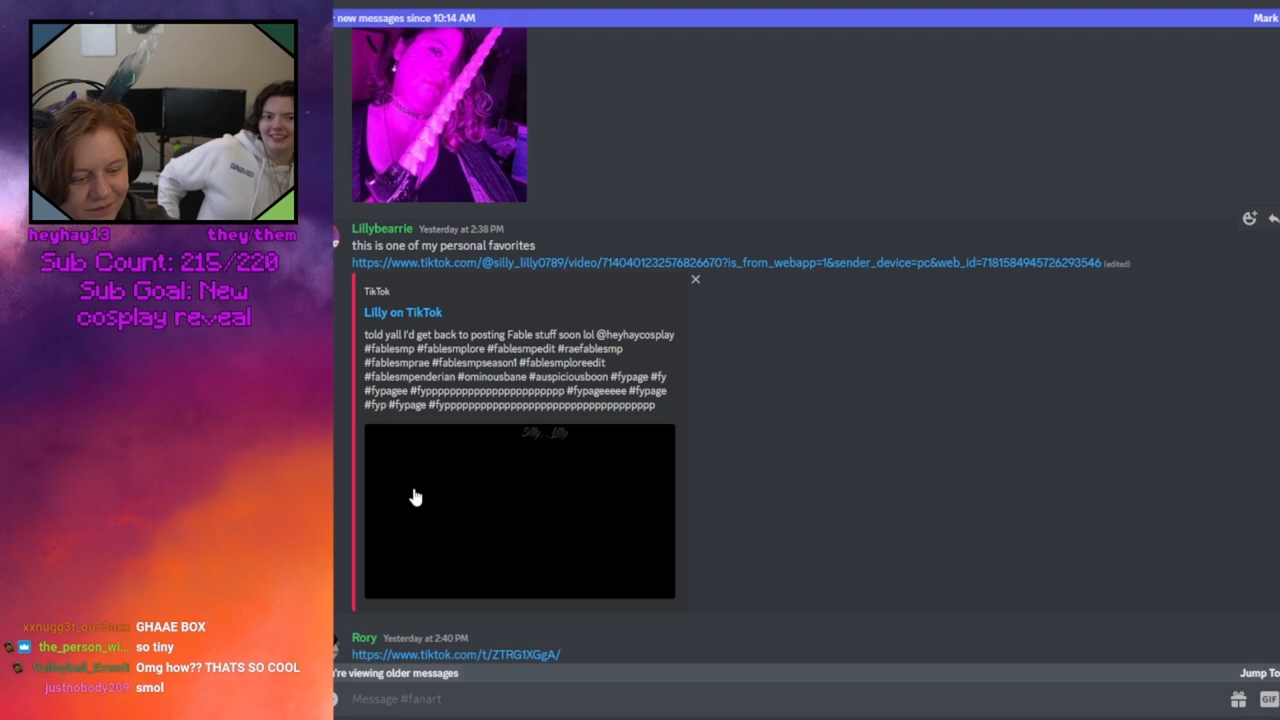 heyhay13
they/them
Sub Count: 215/220
Sub Goal: New
cosplay reveal
GHAAE BOX
the_person_wi... so tiny
Omg how?? THATS SO COOL
justnobody209 smol
new messages since 10:14 AM
Mark
Lillybearrie Yesterday at 2:38 PM
this is one of my personal favorites
https://www.tiktok.com/@silly_lilly0789/video/7140401232576826670?is_from_webapp=1&sender_device=pc&web_id=7181584945726293546 (edited)
TikTok
Lilly on TikTok
told yall I'd get back to posting Fable stuff soon lol @heyhaycosplay
#fablesmp #fablesmplore #fablesmpedit #raefablesmp
#fablesmprae #fablesmpseason1 #fablesmploreedit
#fablesmpenderian #ominousbane #auspiciousboon #fypage #fy
#fypagee #fyppppppppppppppppppppppp #fypageeeee #fypage
#fyp #fypage #fypppppppppppppppppppppppppppppppppppp
Silly_Lilly
Rory Yesterday at 2:40 PM
https://www.tiktok.com/t/ZTRG1XGgA/
're viewing older messages
Jump To
Message #fanart
GIF